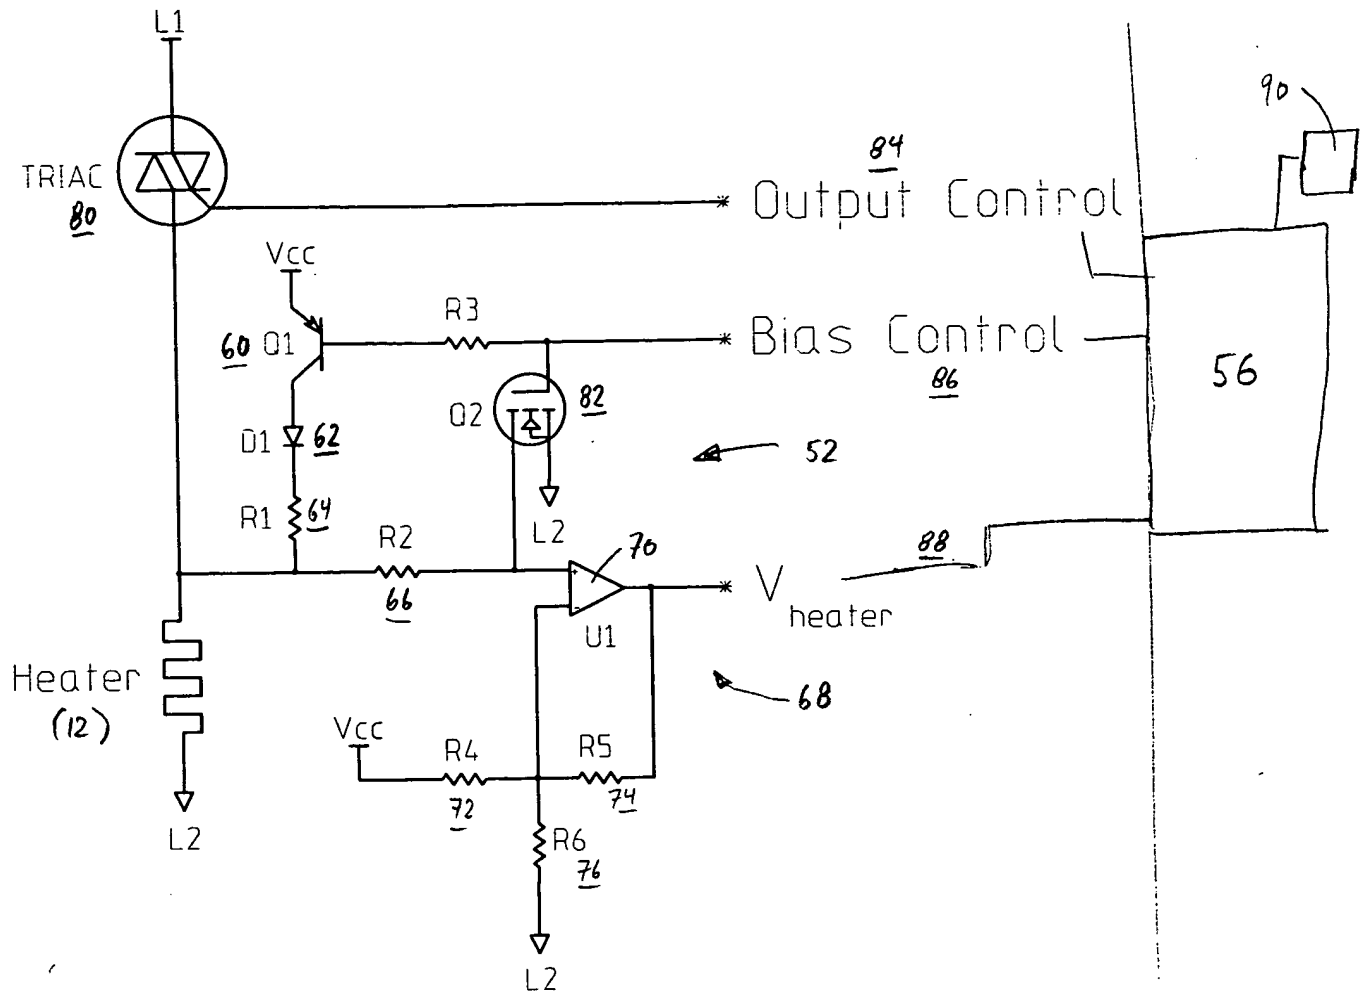 L1
90
84
TRIAC
80
Output Control
Vcc
R3
60 Q1
Bias Control
86
56
Q2
82
D1 62
52
R1 64
R2
L2
70
88
66
V heater
U1
Heater
(12)
68
Vcc
R4
R5
72
74
L2
R6
76
L2